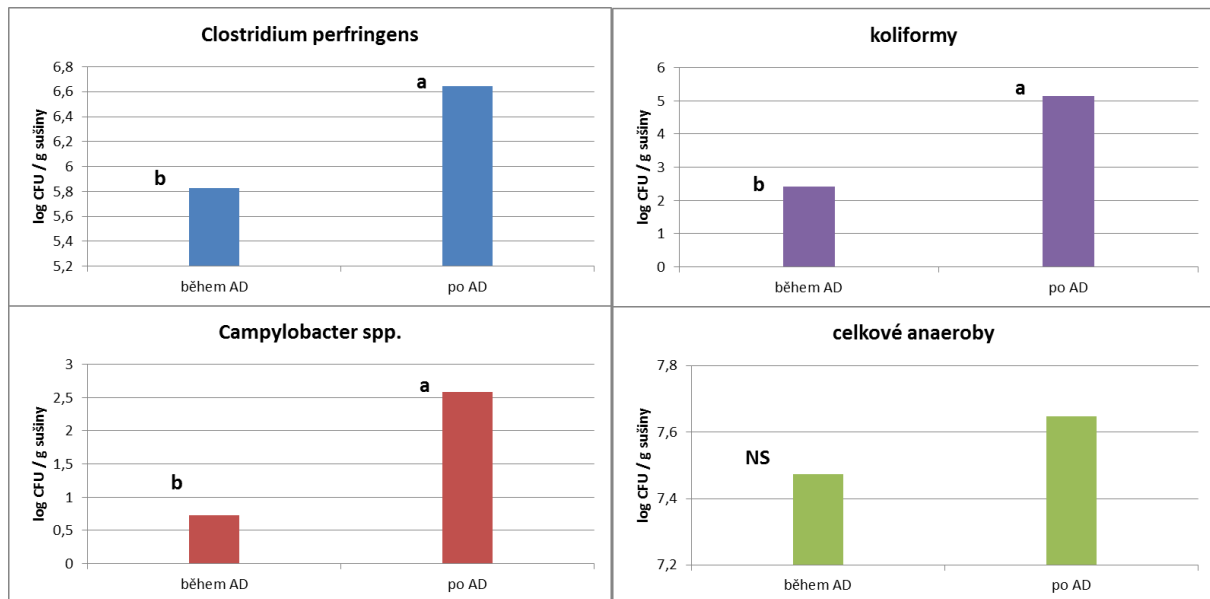 Clostridium perfringens
log CFU / g sušiny
6,8
6,6
6,4
6,2
6
5,8
5,6
5,4
5,2
b
a
během AD
po AD
koliformy
log CFU / g sušiny
6
5
4
3
2
1
0
b
a
během AD
po AD
Campylobacter spp.
log CFU / g sušiny
3
2,5
2
1,5
1
0,5
0
b
a
během AD
po AD
celkové anaeroby
log CFU / g sušiny
7,8
7,6
7,4
7,2
NS
během AD
po AD